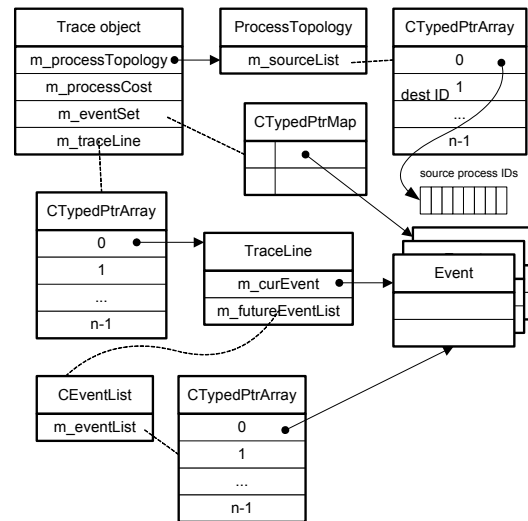 Trace object
m_processTopology
m_processCost
m_eventSet
m_traceLine
ProcessTopology
m_sourceList
CTypedPtrArray
0
dest ID
1
...
n-1
source process IDs
CTypedPtrMap
CTypedPtrArray
0
1
...
n-1
TraceLine
m_curEvent
m_futureEventList
Event
CEventList
m_eventList
CTypedPtrArray
0
1
...
n-1